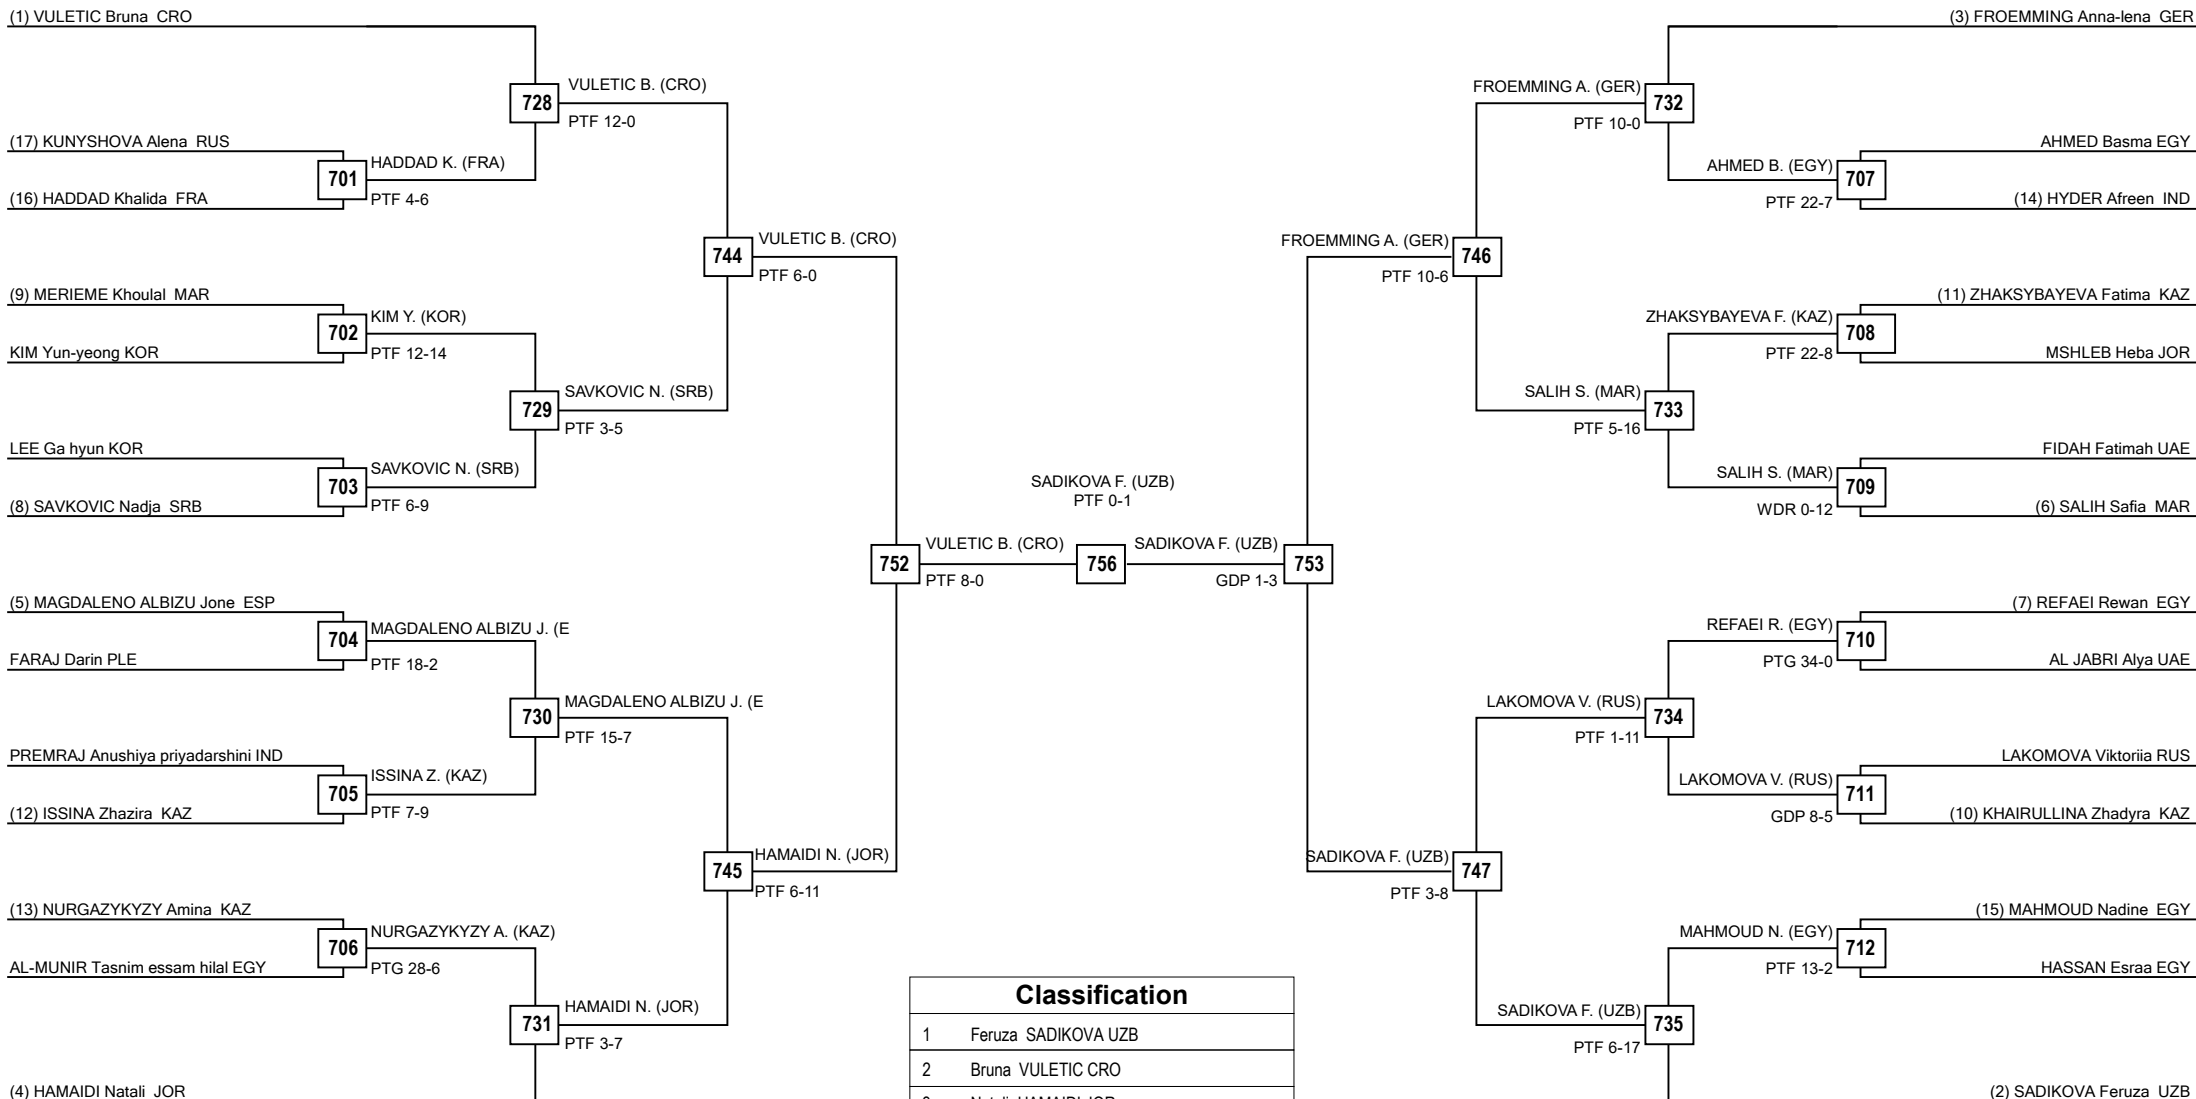 (1) VULETIC Bruna CRO
VULETIC B. (CRO)
728
PTF 12-0
(17) KUNYSHOVA Alena RUS
HADDAD K. (FRA)
701
(16) HADDAD Khalida FRA
PTF 4-6
VULETIC B. (CRO)
744
PTF 6-0
(9) MERIEME Khoulal MAR
KIM Y. (KOR)
702
KIM Yun-yeong KOR
PTF 12-14
SAVKOVIC N. (SRB)
729
PTF 3-5
LEE Ga hyun KOR
SAVKOVIC N. (SRB)
703
(8) SAVKOVIC Nadja SRB
PTF 6-9
VULETIC B. (CRO)
752
PTF 8-0
(5) MAGDALENO ALBIZU Jone ESP
MAGDALENO ALBIZU J. (E
704
FARAJ Darin PLE
PTF 18-2
MAGDALENO ALBIZU J. (E
730
PTF 15-7
PREMRAJ Anushiya priyadarshini IND
ISSINA Z. (KAZ)
705
(12) ISSINA Zhazira KAZ
PTF 7-9
HAMAIDI N. (JOR)
745
PTF 6-11
(13) NURGAZYKYZY Amina KAZ
NURGAZYKYZY A. (KAZ)
706
AL-MUNIR Tasnim essam hilal EGY
PTG 28-6
HAMAIDI N. (JOR)
731
PTF 3-7
(4) HAMAIDI Natali JOR
SADIKOVA F. (UZB)
PTF 0-1
756
(3) FROEMMING Anna-lena GER
FROEMMING A. (GER)
732
PTF 10-0
AHMED Basma EGY
AHMED B. (EGY)
707
PTF 22-7
(14) HYDER Afreen IND
FROEMMING A. (GER)
746
PTF 10-6
(11) ZHAKSYBAYEVA Fatima KAZ
ZHAKSYBAYEVA F. (KAZ)
708
PTF 22-8
MSHLEB Heba JOR
SALIH S. (MAR)
733
PTF 5-16
FIDAH Fatimah UAE
SALIH S. (MAR)
709
WDR 0-12
(6) SALIH Safia MAR
SADIKOVA F. (UZB)
753
GDP 1-3
(7) REFAEI Rewan EGY
REFAEI R. (EGY)
710
PTG 34-0
AL JABRI Alya UAE
LAKOMOVA V. (RUS)
734
PTF 1-11
LAKOMOVA Viktoriia RUS
LAKOMOVA V. (RUS)
711
GDP 8-5
(10) KHAIRULLINA Zhadyra KAZ
SADIKOVA F. (UZB)
747
PTF 3-8
(15) MAHMOUD Nadine EGY
MAHMOUD N. (EGY)
712
PTF 13-2
HASSAN Esraa EGY
SADIKOVA F. (UZB)
735
PTF 6-17
(2) SADIKOVA Feruza UZB
Classification
1 Feruza SADIKOVA UZB
2 Bruna VULETIC CRO